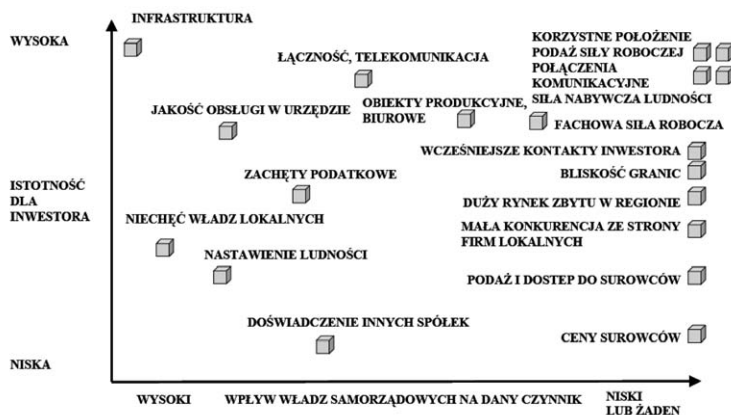 INFRASTRUKTURA
WYSOKA
KORZYSTNE POŁOŻENIE
PODAŻ SIŁY ROBOCZEJ
POŁĄCZENIA
KOMUNIKACYJNE
SIŁA NABYWCZA LUDNOŚCI
ŁĄCZNOŚĆ, TELEKOMUNIKACJA
JAKOŚĆ OBSŁUGI W URZĘDZIE
OBIEKTY PRODUKCYJNE,
BIUROWE
FACHOWA SIŁA ROBOCZA
WCZEŚNIEJSZE KONTAKTY INWESTORA
ZACHĘTY PODATKOWE
BLISKOŚĆ GRANIC
ISTOTNOŚĆ
DLA
INWESTORA
DUŻY RYNEK ZBYTU W REGIONIE
NIECHĘĆ WŁADZ LOKALNYCH
MAŁA KONKURENCJA ZE STRONY
FIRM LOKALNYCH
NASTAWIENIE LUDNOŚCI
PODAŻ I DOSTEP DO SUROWCÓW
DOŚWIADCZENIE INNYCH SPÓŁEK
CENY SUROWCÓW
NISKA
WYSOKI
WPŁYW WŁADZ SAMORZĄDOWYCH NA DANY CZYNNIK
NISKI
LUB ŻADEN